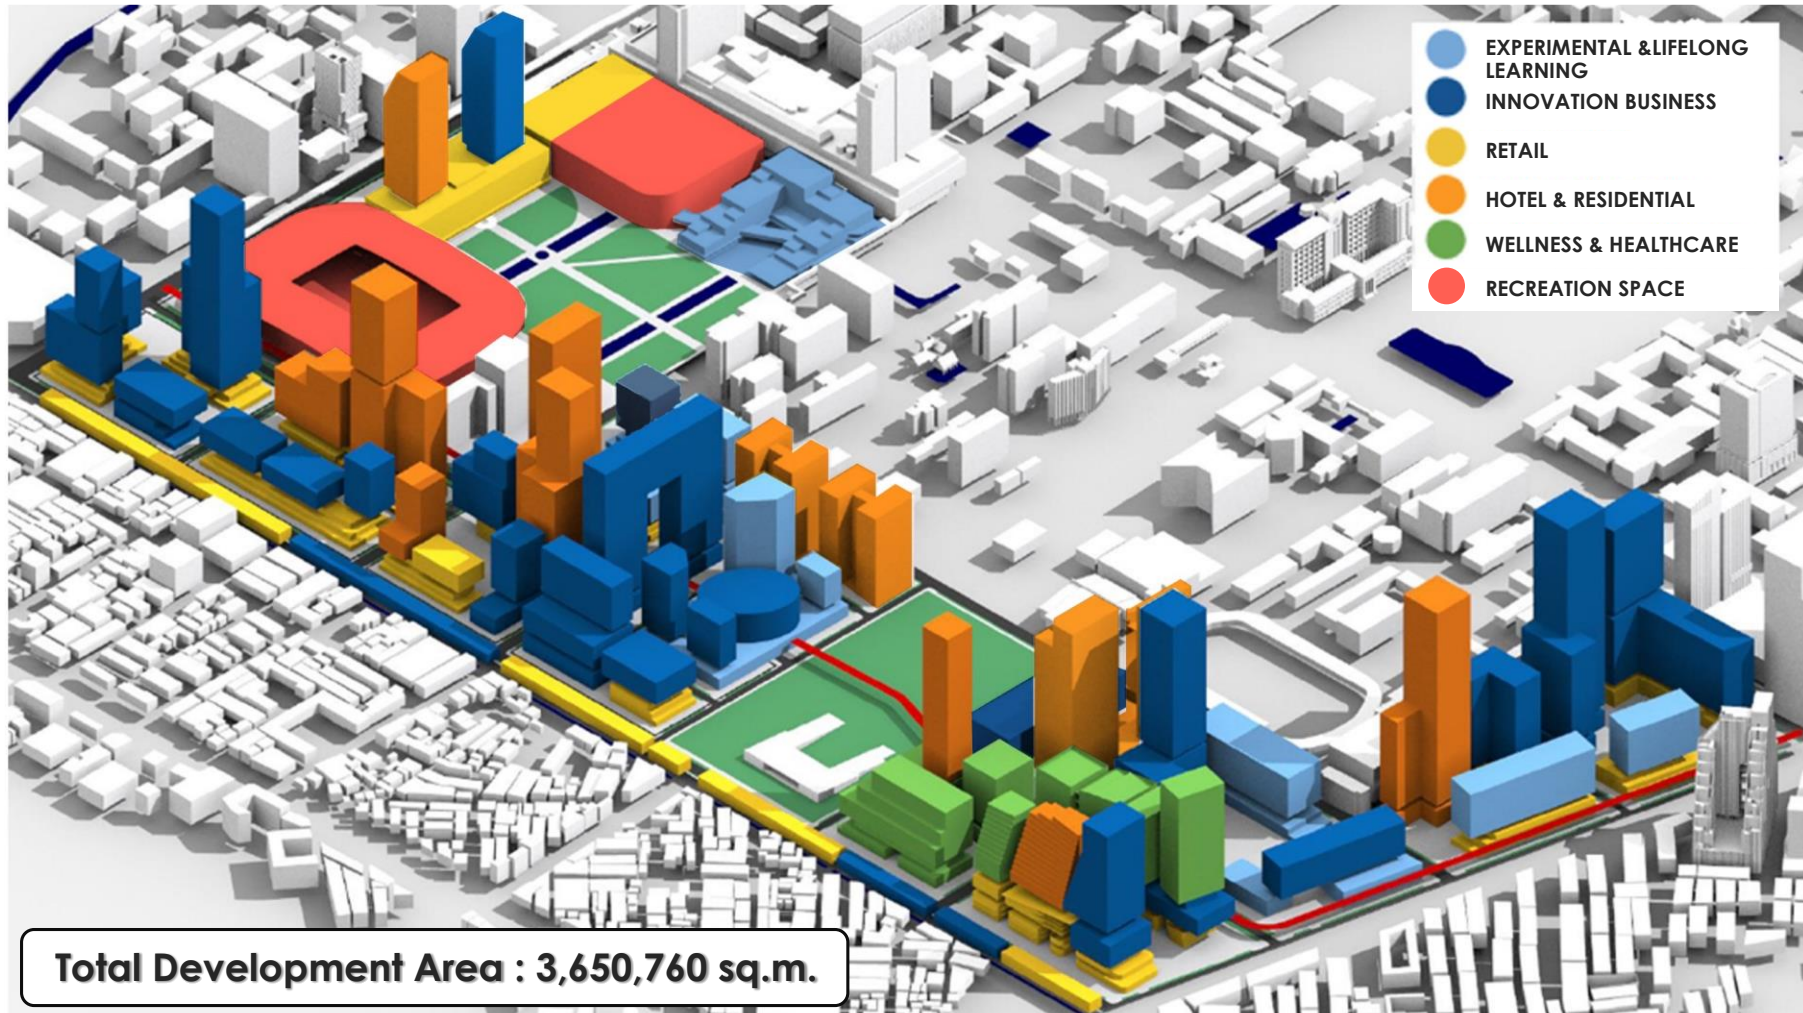 EXPERIMENTAL &LIFELONG
LEARNING
INNOVATION BUSINESS
RETAIL
HOTEL & RESIDENTIAL
WELLNESS & HEALTHCARE
RECREATION SPACE
Total Development Area : 3,650,760 sq.m.